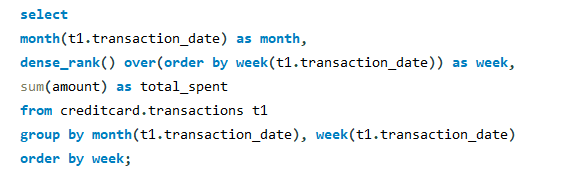 select
month(t1.transaction_date) as month,
dense_rank() over(order by week(t1.transaction_date)) as week,
sum(amount) as total_spent
from creditcard.transactions t1
group by month(t1.transaction_date), week(t1.transaction_date)
order by week;